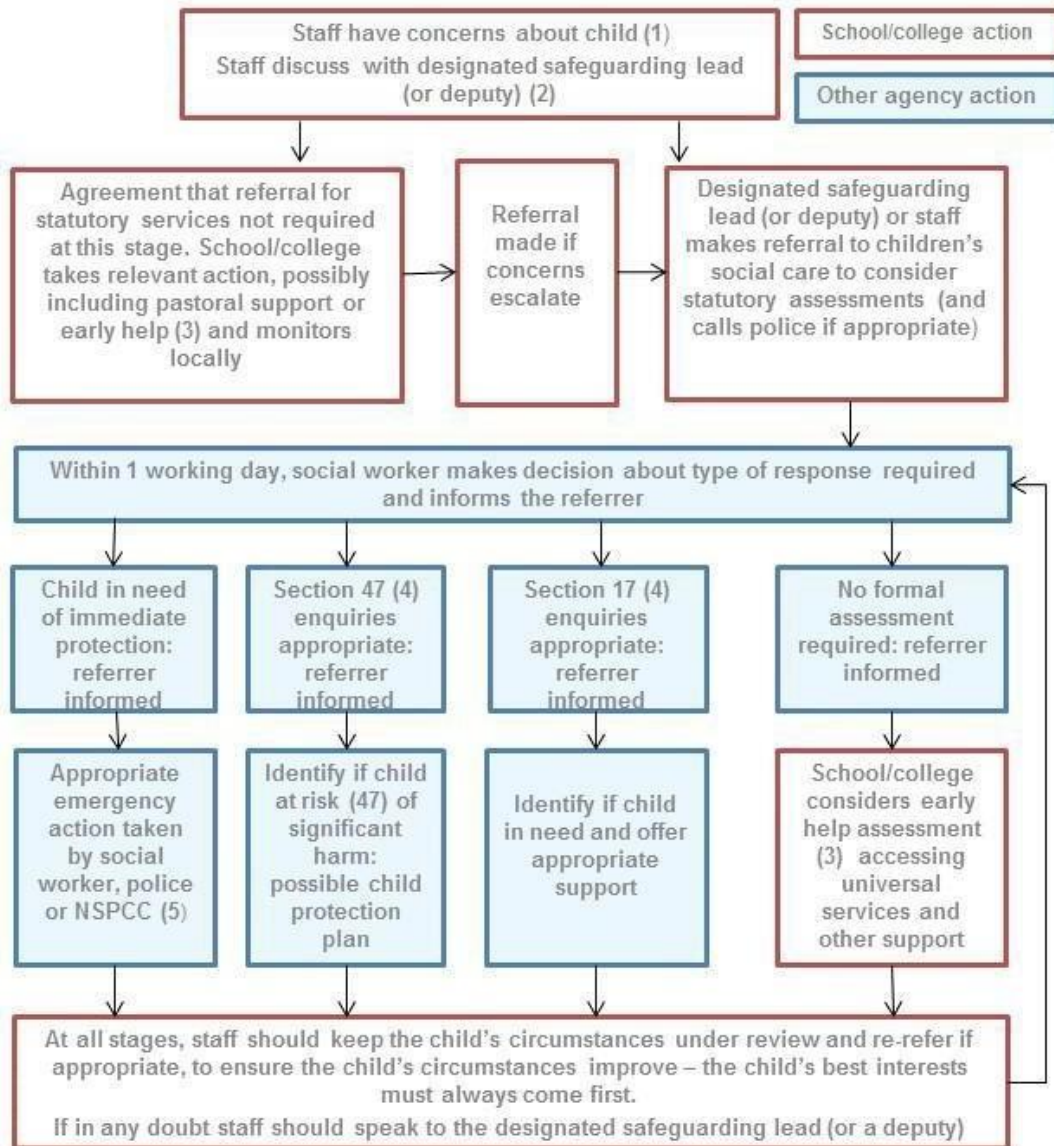 Staff have concerns about child (1)
Staff discuss with designated safeguarding lead
(or deputy) (2)
School/college action
Other agency action
Agreement that referral for
statutory services not required
at this stage. School/college
takes relevant action, possibly
including pastoral support or
early help (3) and monitors
locally
Referral
made if
concerns
escalate
Designated safeguarding
lead (or deputy) or staff
makes referral to children's
social care to consider
statutory assessments (and
calls police if appropriate)
Within 1 working day, social worker makes decision about type of response required
and informs the referrer
Child in need
of immediate
protection:
referrer
informed
Section 47 (4)
enquiries
appropriate:
referrer
informed
Section 17 (4)
enquiries
appropriate:
referrer
informed
No formal
assessment
required: referrer
informed
Appropriate
emergency
action taken
by social
worker, police
or NSPCC (5)
Identify if child
at risk (47) of
significant
harm:
possible child
protection
plan
Identify if child
in need and offer
appropriate
support
School/college
considers early
help assessment
(3) accessing
universal
services and
other support
At all stages, staff should keep the child's circumstances under review and re-refer if
appropriate, to ensure the child's circumstances improve – the child's best interests
must always come first.
If in any doubt staff should speak to the designated safeguarding lead (or a deputy)